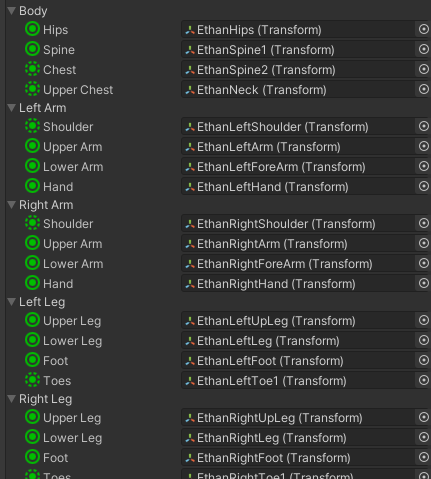 Body
Hips EthanHips (Transform)
Spine EthanSpine1 (Transform)
Chest EthanSpine2 (Transform)
Upper Chest EthanNeck (Transform)
Left Arm
Shoulder EthanLeftShoulder (Transform)
Upper Arm EthanLeftArm (Transform)
Lower Arm EthanLeftForeArm (Transform)
Hand EthanLeftHand (Transform)
Right Arm
Shoulder EthanRightShoulder (Transform)
Upper Arm EthanRightArm (Transform)
Lower Arm EthanRightForeArm (Transform)
Hand EthanRightHand (Transform)
Left Leg
Upper Leg EthanLeftUpLeg (Transform)
Lower Leg EthanLeftLeg (Transform)
Foot EthanLeftFoot (Transform)
Toes EthanLeftToe1 (Transform)
Right Leg
Upper Leg EthanRightUpLeg (Transform)
Lower Leg EthanRightLeg (Transform)
Foot EthanRightFoot (Transform)
Toes EthanRightToe1 (Transform)